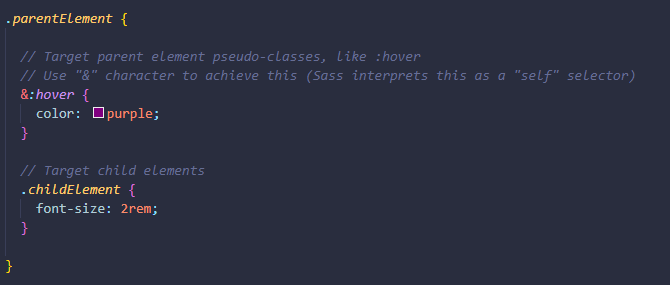 .parentElement {
// Target parent element pseudo-classes, like :hover
// Use "&" character to achieve this (Sass interprets this as a "self" selector)
&:hover {
color: purple;
}
// Target child elements
.childElement {
font-size: 2rem;
}
}